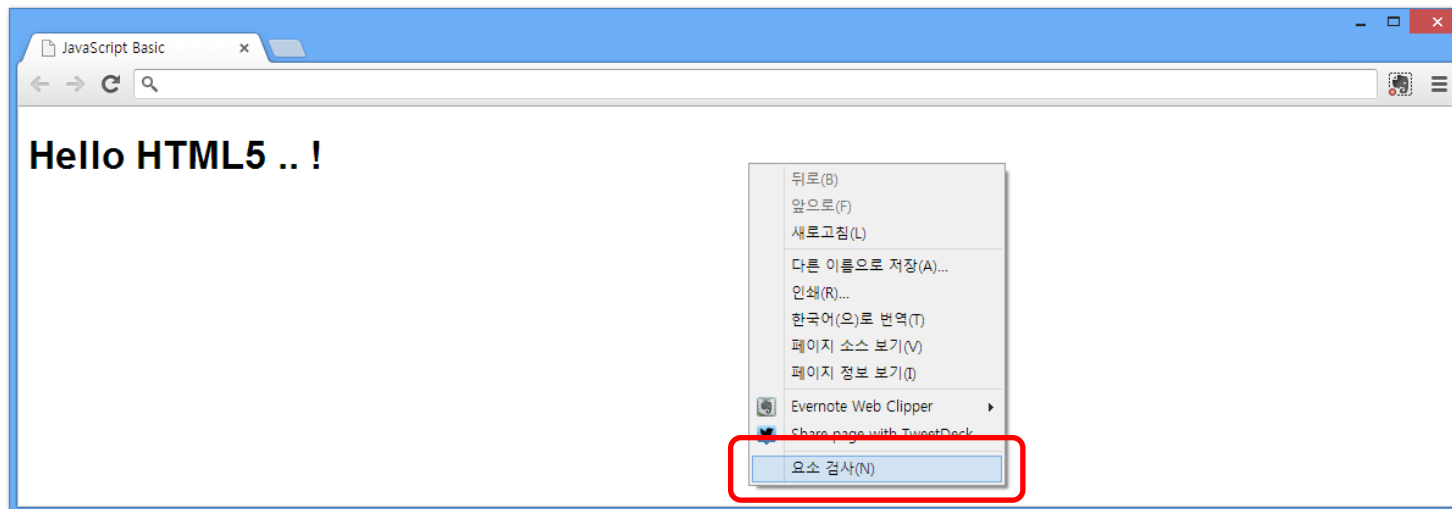 JavaScript Basic
Hello HTML5 .. !
뒤로(B)
앞으로(F)
새로고침(L)
다른 이름으로 저장(A)...
인쇄(R)...
한국어(으)로 번역(T)
페이지 소스 보기(V)
페이지 정보 보기(I)
Evernote Web Clipper
Share page with TweetDeck
요소 검사(N)